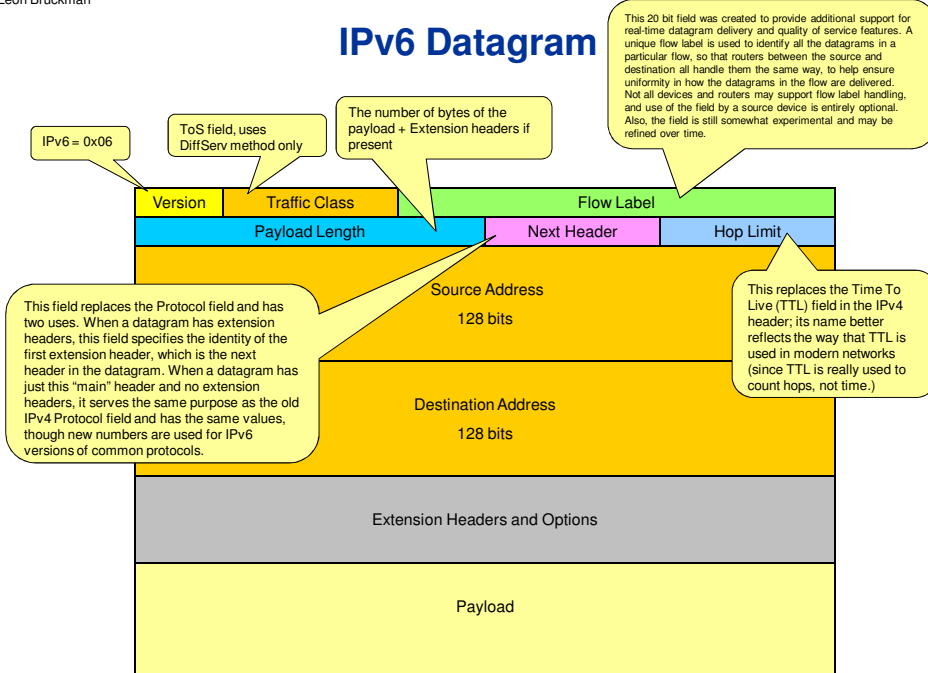 Leon Bruckman
IPv6 Datagram
This 20 bit field was created to provide additional support for
real-time datagram delivery and quality of service features. A
unique flow label is used to identify all the datagrams in a
particular flow, so that routers between the source and
destination all handle them the same way, to help ensure
uniformity in how the datagrams in the flow are delivered.
Not all devices and routers may support flow label handling,
and use of the field by a source device is entirely optional.
Also, the field is still somewhat experimental and may be
refined over time.
The number of bytes of the
payload + Extension headers if
present
ToS field, uses
DiffServ method only
IPv6 = 0x06
Version
Traffic Class
Flow Label
Payload Length
Next Header
Hop Limit
Source Address
128 bits
This field replaces the Protocol field and has
two uses. When a datagram has extension
headers, this field specifies the identity of the
first extension header, which is the next
header in the datagram. When a datagram has
just this “main” header and no extension
headers, it serves the same purpose as the old
IPv4 Protocol field and has the same values,
though new numbers are used for IPv6
versions of common protocols.
This replaces the Time To
Live (TTL) field in the IPv4
header; its name better
reflects the way that TTL is
used in modern networks
(since TTL is really used to
count hops, not time.)
Destination Address
128 bits
Extension Headers and Options
Payload